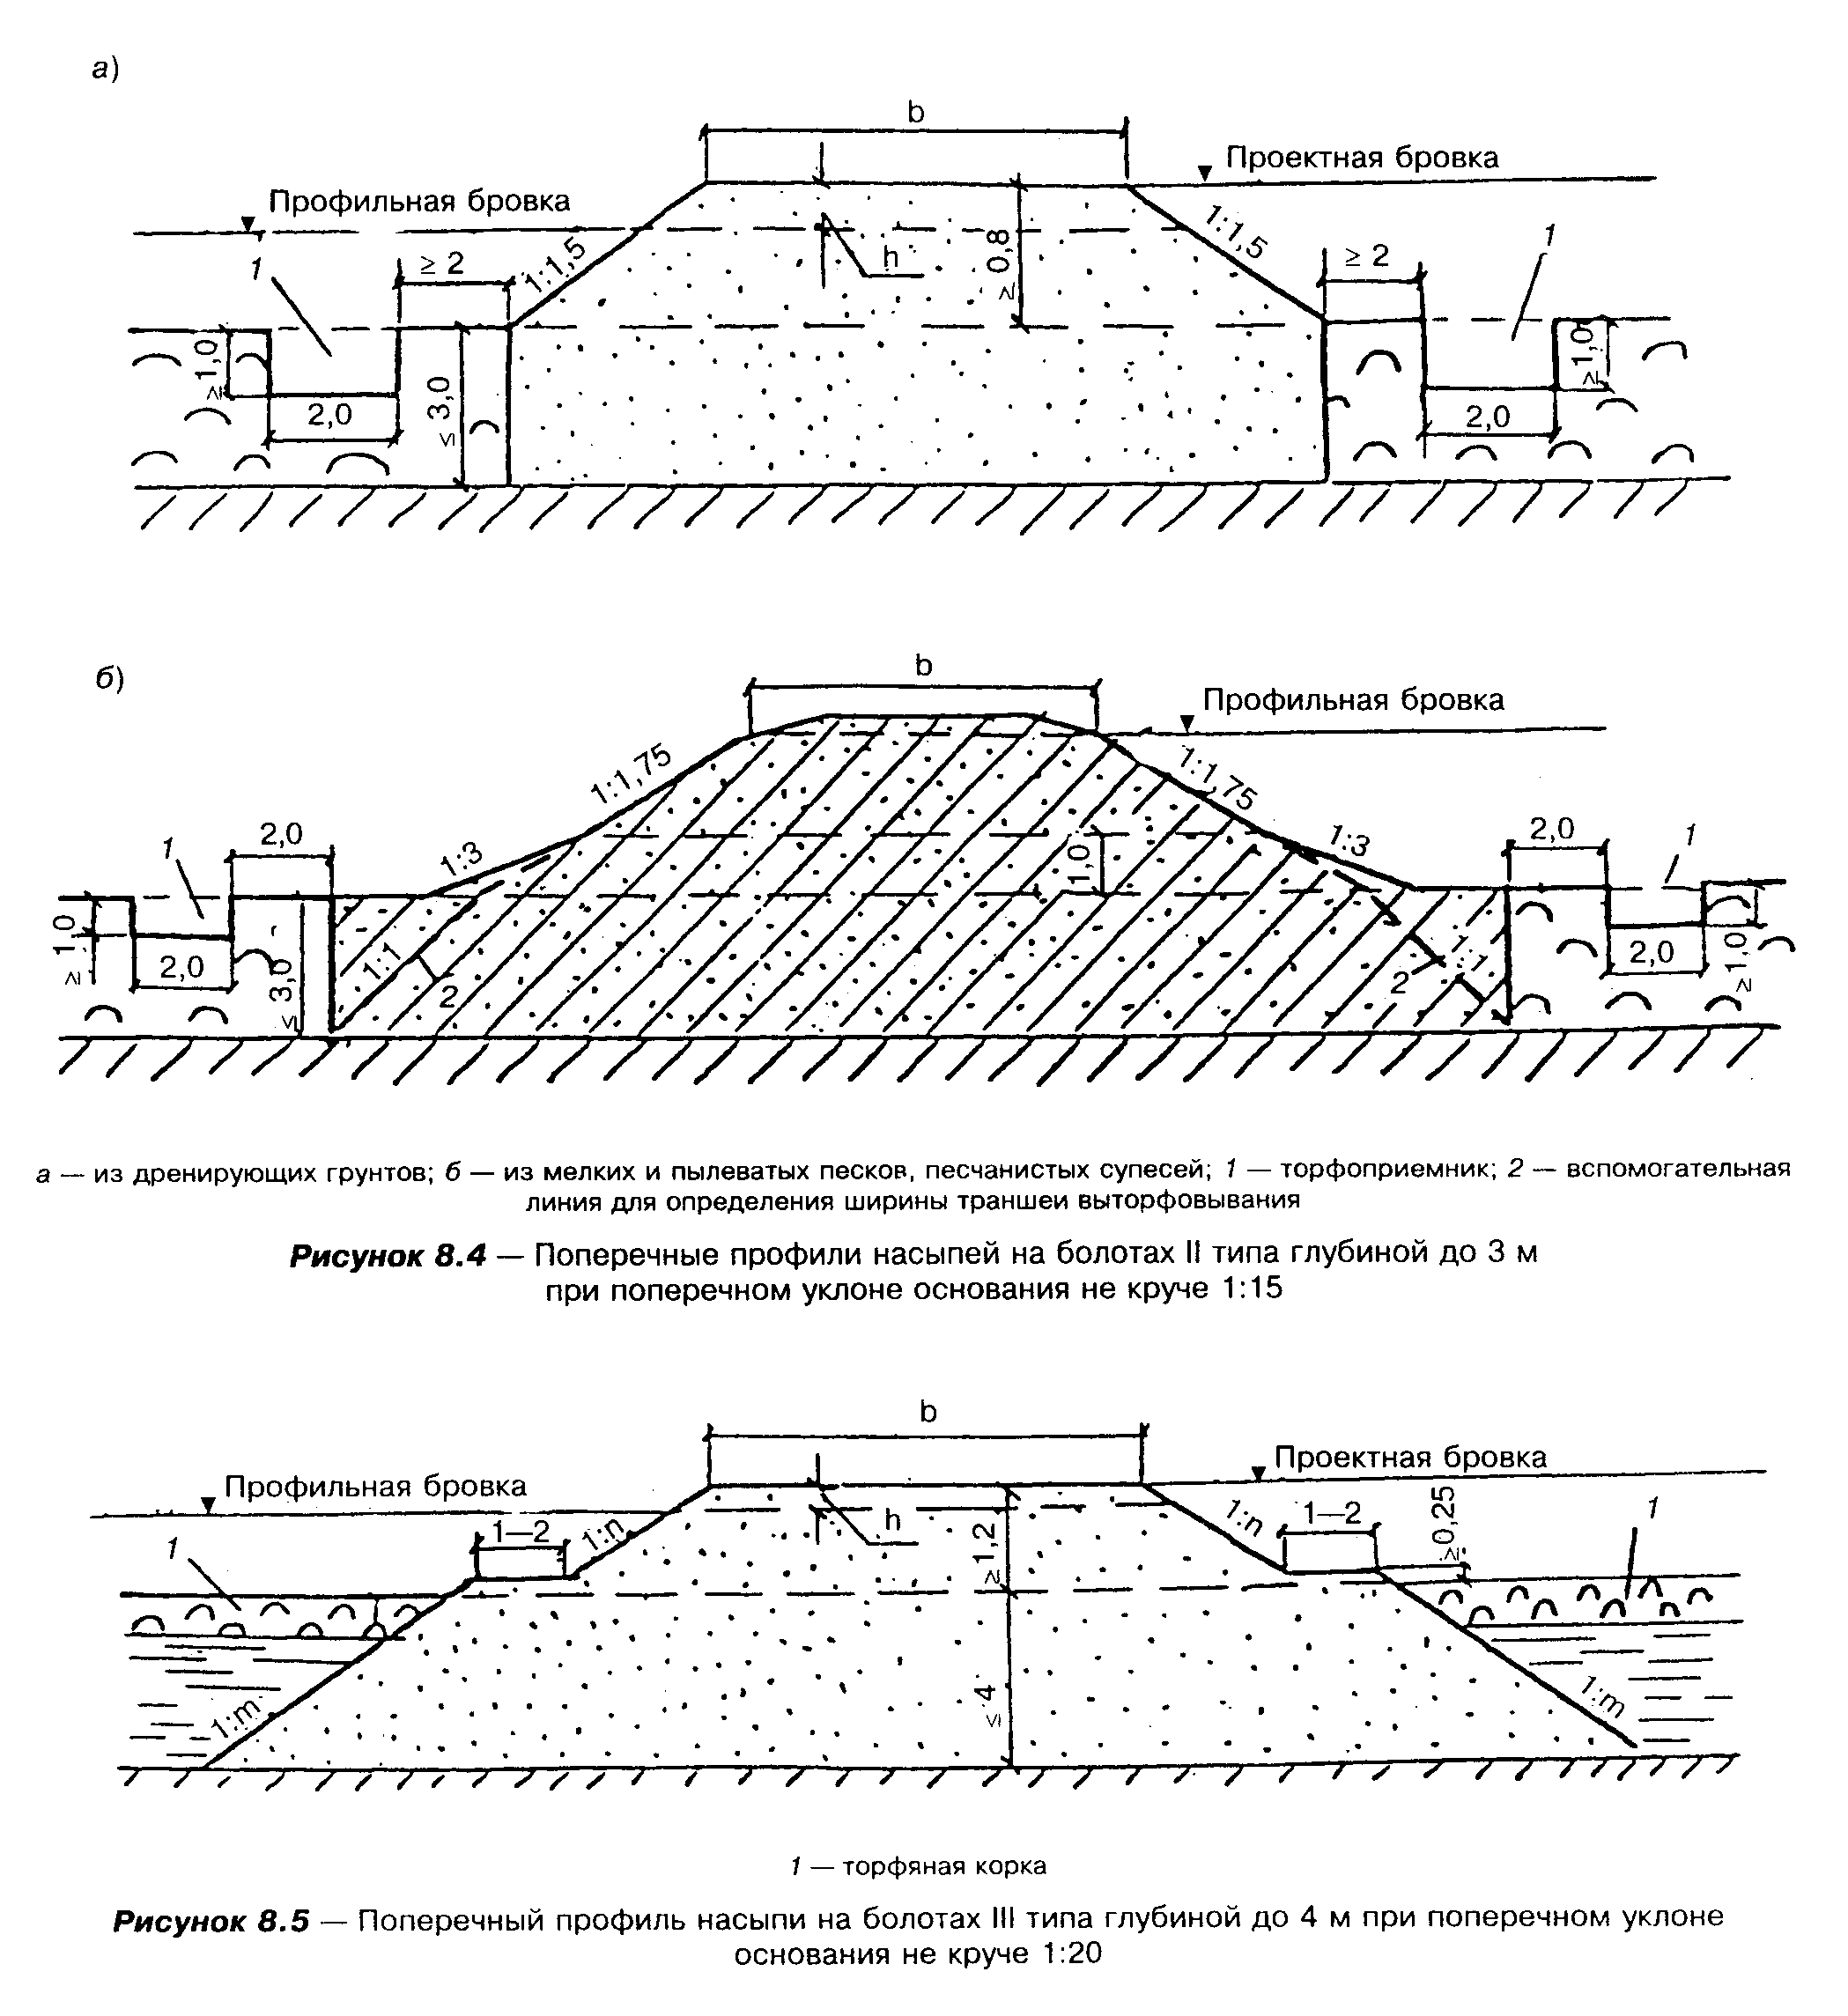 а)
b
Проектная бровка
Профильная бровка
1
≥ 2
1:1,5
h
≥ 0,8
1:1,5
≥ 2
1
≥ 1,0
2,0
≤ 3,0
2,0
≥ 1,0
б)
b
Профильная бровка
1:1,75
1:1,75
1
2,0
1:3
1,0
1:3
2,0
1
≥ 1,0
2,0
≤ 3,0
1:1
2
2
1:1
2,0
≥ 1,0
а — из дренирующих грунтов; б — из мелких и пылеватых песков, песчанистых супесей; 1 — торфоприемник; 2 — вспомогательная
линия для определения ширины траншеи выторфовывания
Рисунок 8.4 — Поперечные профили насыпей на болотах II типа глубиной до 3 м
при поперечном уклоне основания не круче 1:15
b
Проектная бровка
Профильная бровка
1
1—2
1:n
h
≥ 1,2
1:n
1—2
≥ 0,25
1
1:m
≤ 4
1:m
1 — торфяная корка
Рисунок 8.5 — Поперечный профиль насыпи на болотах III типа глубиной до 4 м при поперечном уклоне
основания не круче 1:20